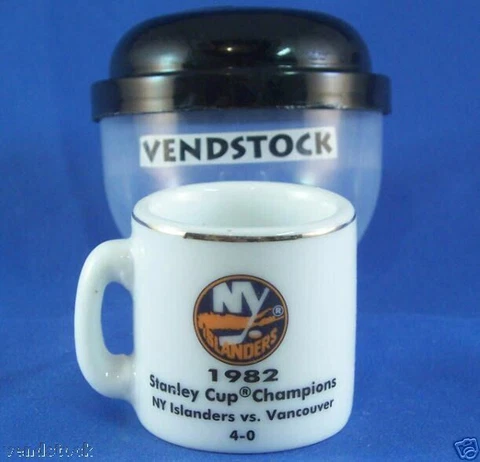 VENDSTOCK
NY
ISLANDERS
®
1982
Stanley Cup® Champions
NY Islanders vs. Vancouver
4-0
vendstock